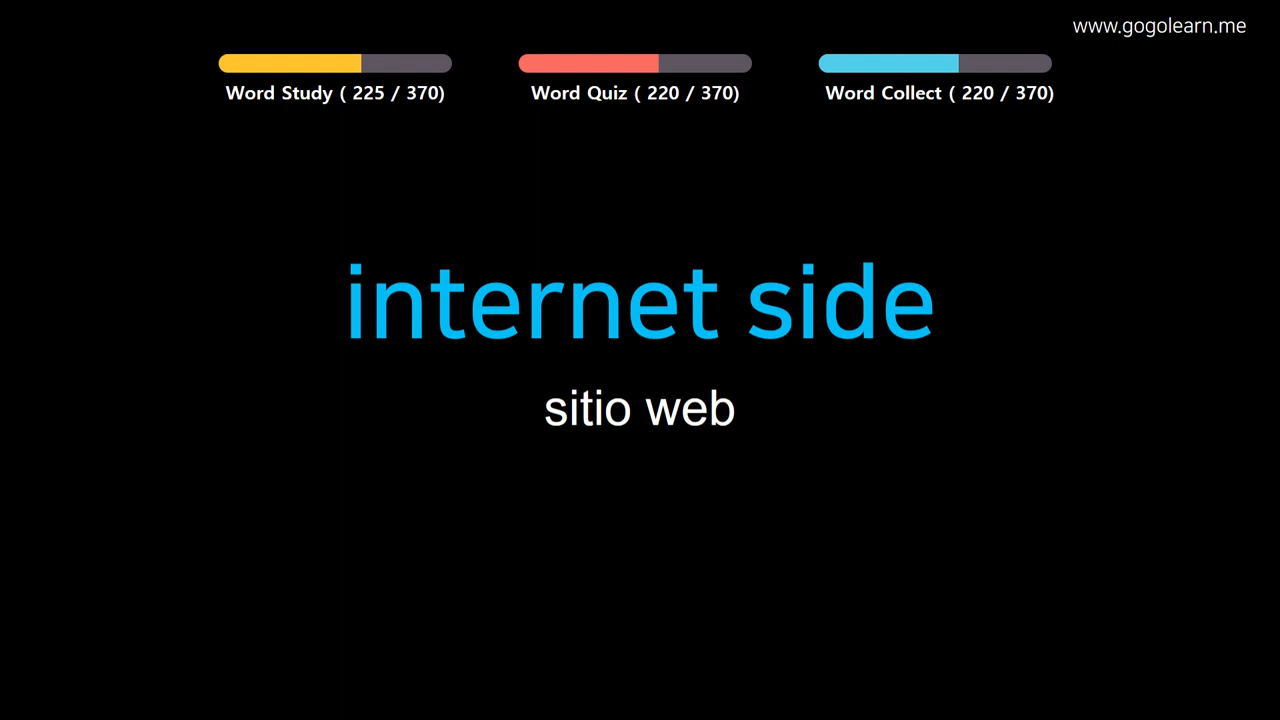 www.gogolearn.me
Word Study ( 225 / 370)
Word Quiz ( 220 / 370)
Word Collect ( 220 / 370)
internet side
sitio web